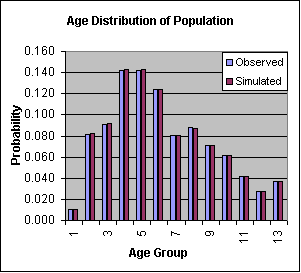 Age Distribution of Population
0.160
0.140
0.120
0.100
0.080
0.060
0.040
0.020
0.000
Probability
Observed
Simulated
1 3 5 7 9 11 13
Age Group